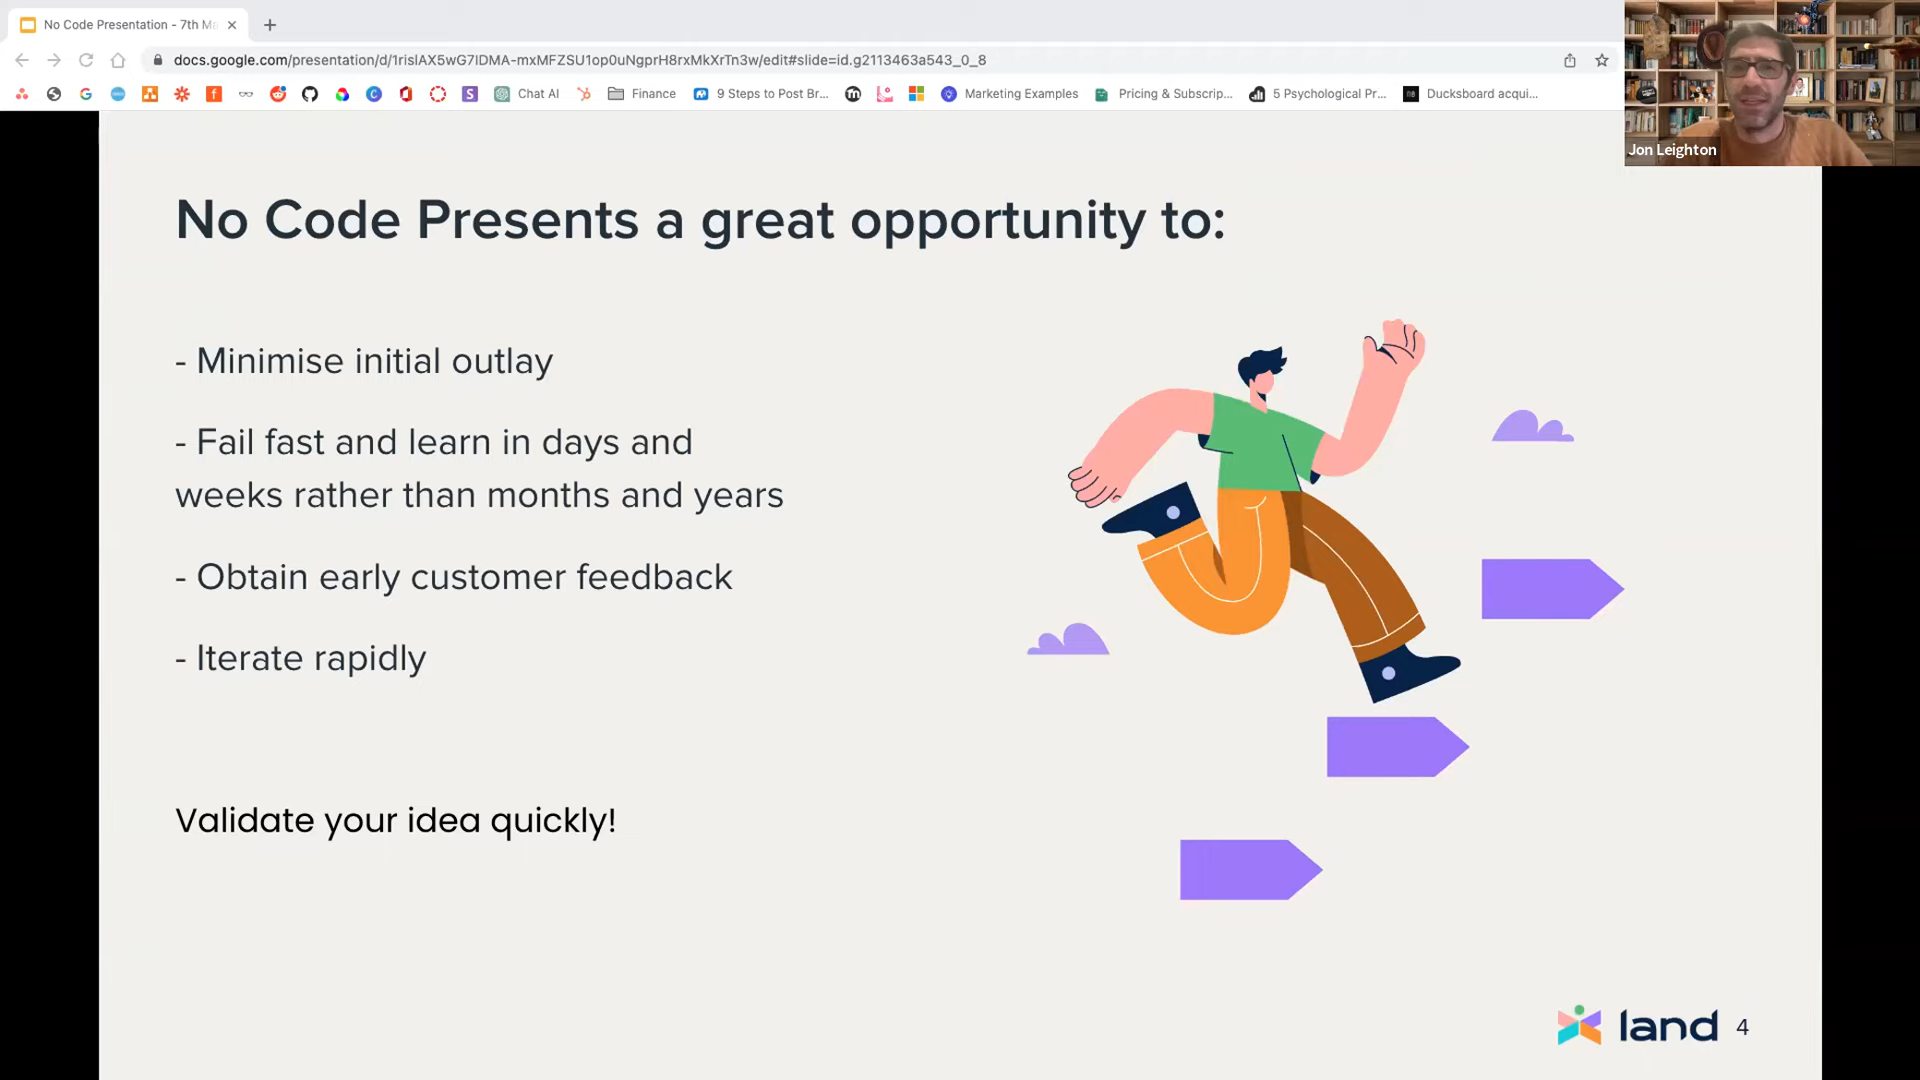 No Code Presentation - 7th M
docs.google.com/presentation/d/1rislAX5wG7lDMA-mxMFZSU1op0uNgprH8rxMkXrTn3w/edit#slide=id.g2113463a543_0_8
Chat AI
Finance
9 Steps to Post Br...
Marketing Examples
Pricing & Subscrip...
5 Psychological Pr...
Ducksboard acqui...
Jon Leighton
No Code Presents a great opportunity to:
- Minimise initial outlay
- Fail fast and learn in days and
weeks rather than months and years
- Obtain early customer feedback
- Iterate rapidly
Validate your idea quickly!
land 4